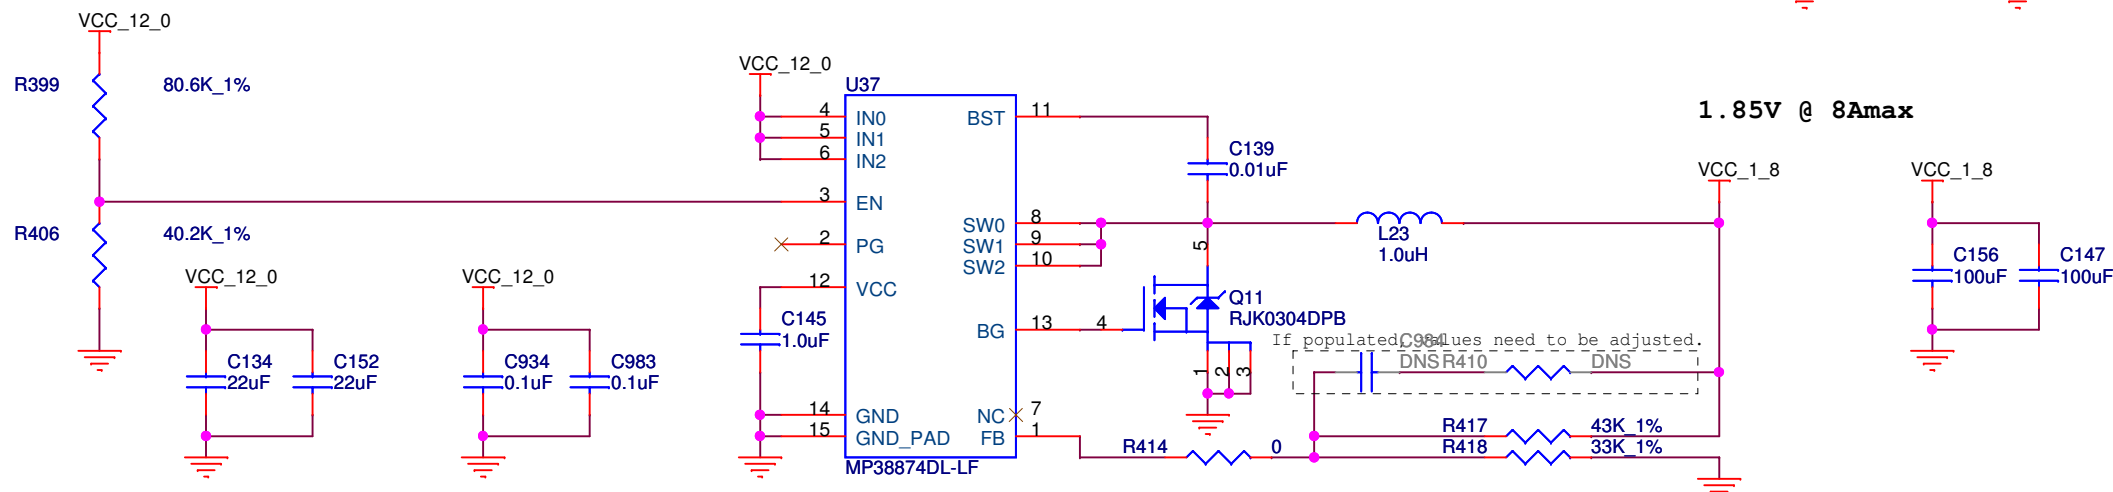 VCC_12_0
R399 80.6K_1%
R406 40.2K_1%
VCC_12_0
C134
22uF
C152
22uF
VCC_12_0
C934
0.1uF
C983
0.1uF
VCC_12_0
U37
4 IN0
5 IN1
6 IN2
3 EN
2 PG
12 VCC
14 GND
15 GND_PAD
BST 11
SW0 8
SW1 9
SW2 10
BG 13
NC 7
FB 1
MP38874DL-LF
C145
1.0uF
C139
0.01uF
L23
1.0uH
5
4
1
2
3
Q11
RJK0304DPB
If populated, values need to be adjusted.
C984
DNS R410 DNS
R417 43K_1%
R414 0
R418 33K_1%
1.85V @ 8Amax
VCC_1_8
VCC_1_8
C156
100uF
C147
100uF